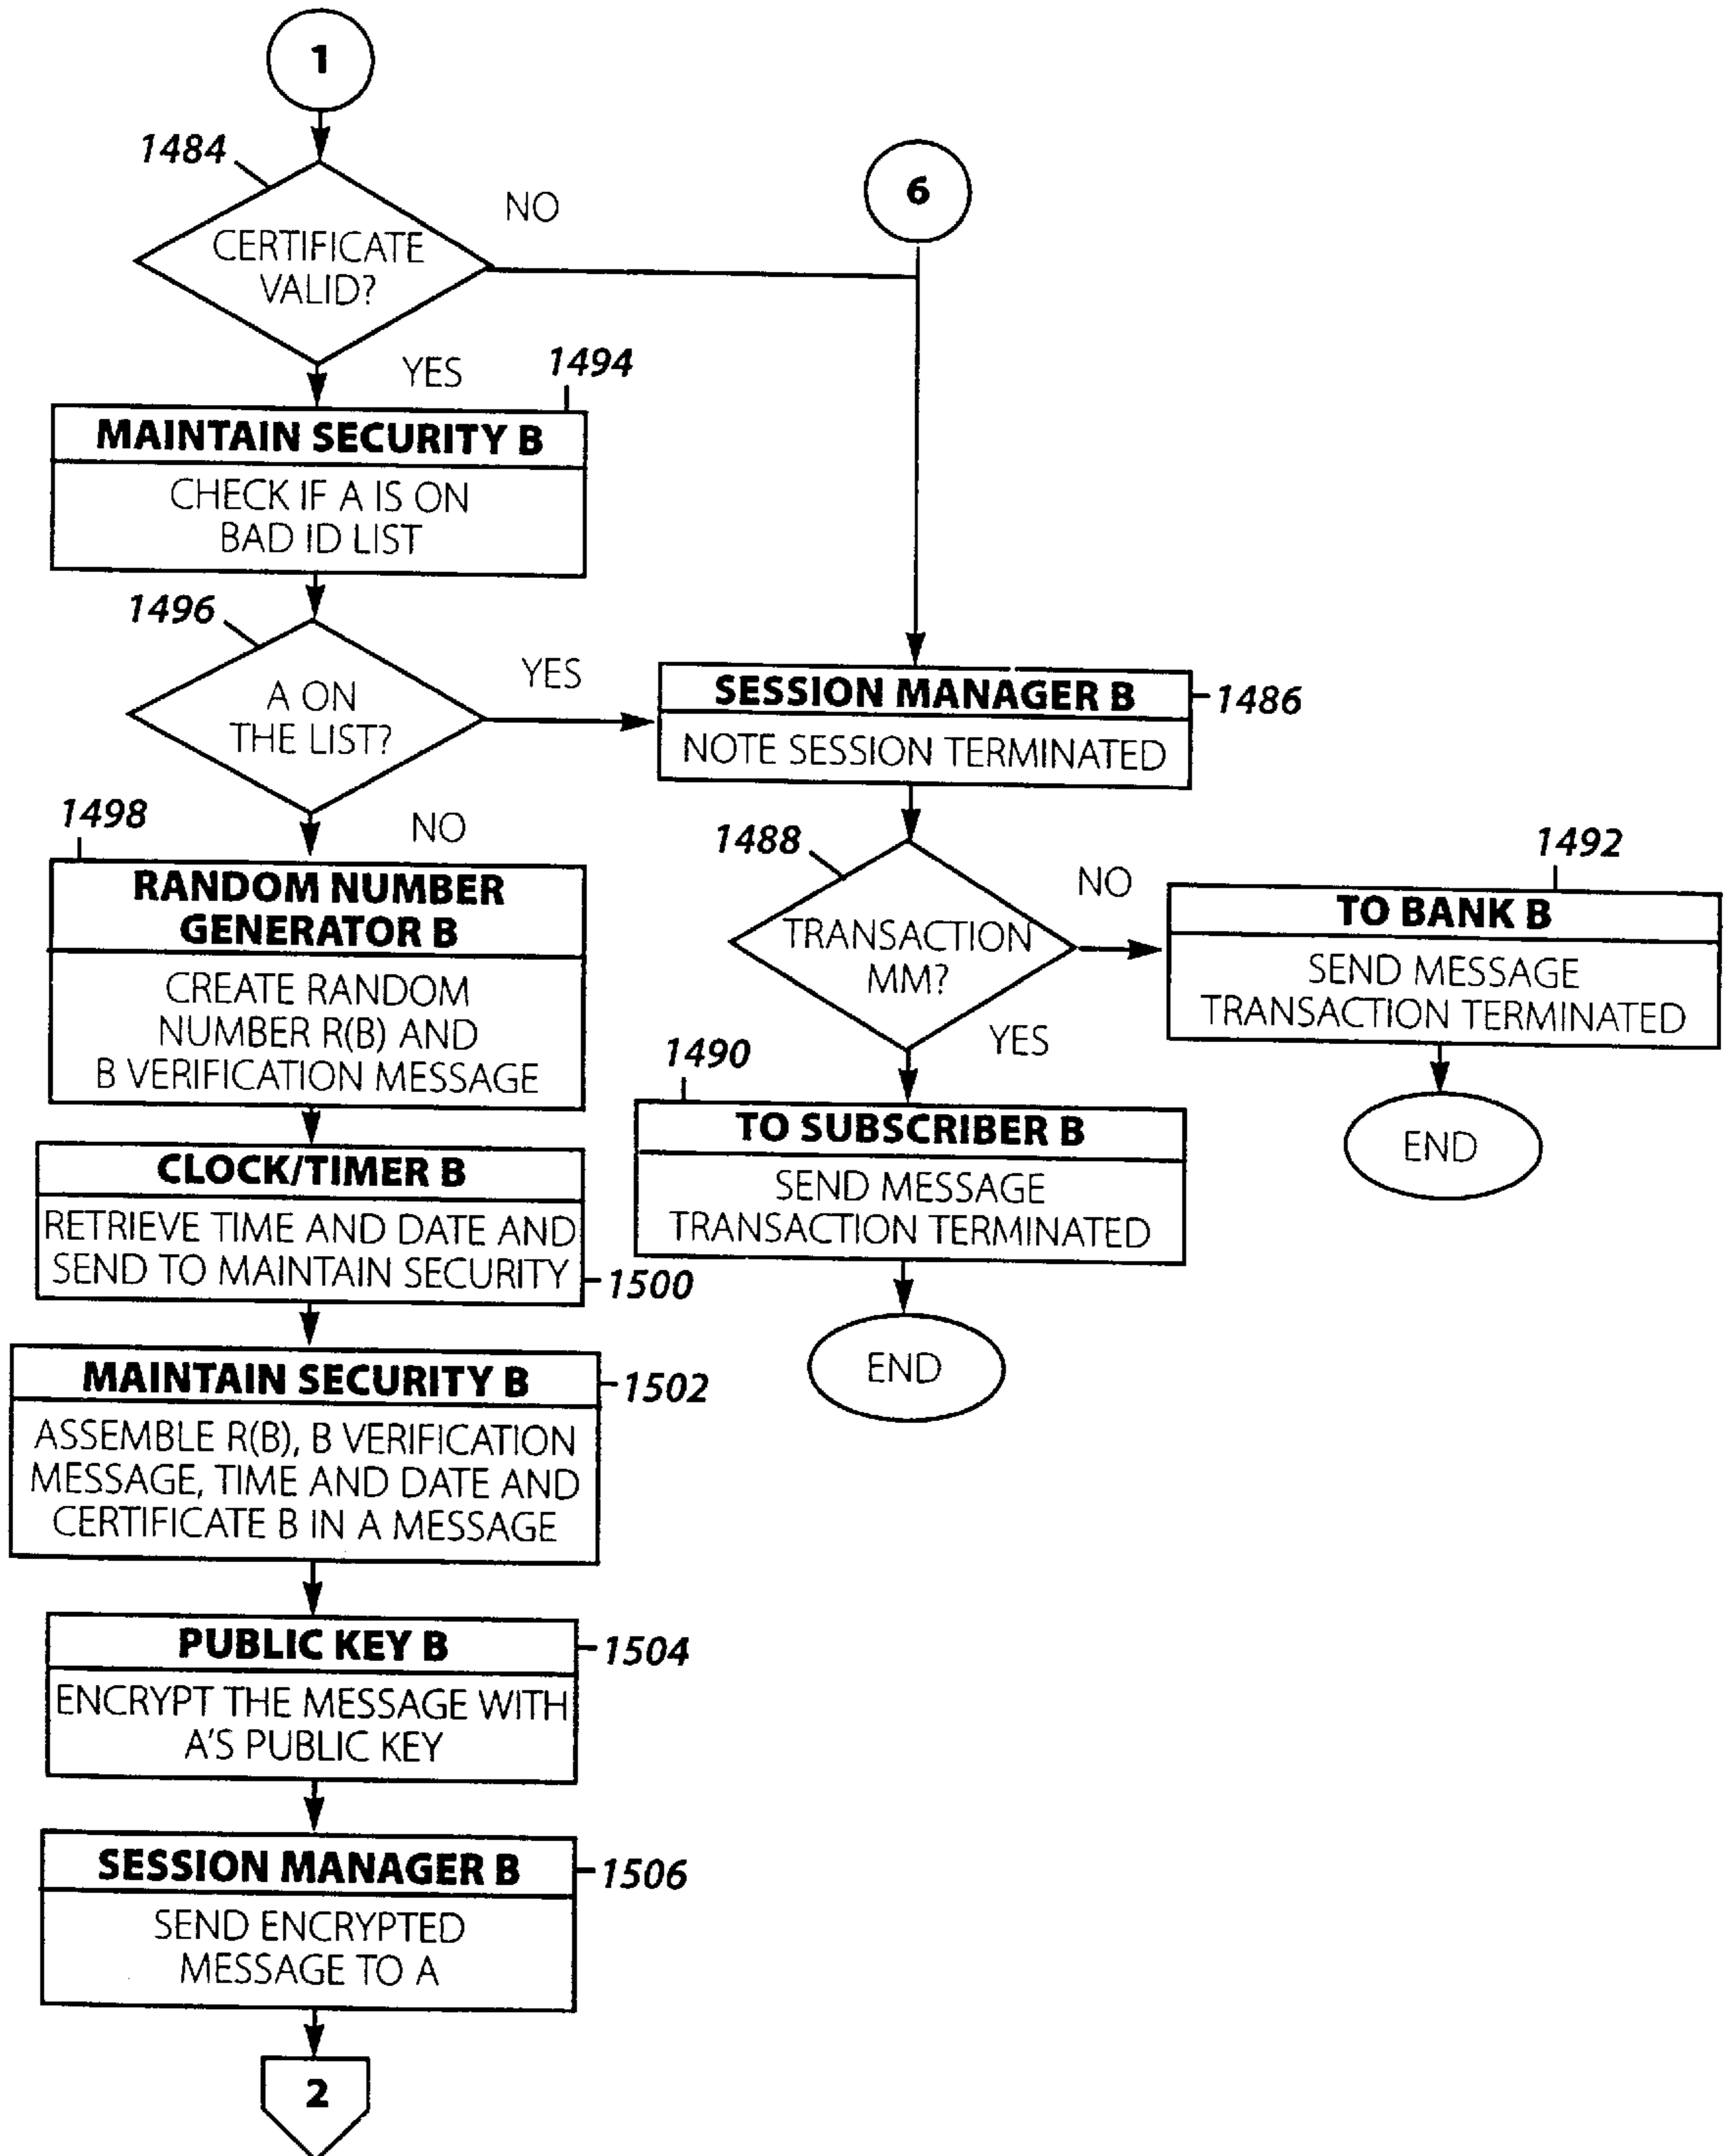 1
1484
CERTIFICATE
VALID?
NO
6
YES
1494
MAINTAIN SECURITY B
CHECK IF A IS ON
BAD ID LIST
1496
A ON
THE LIST?
YES
SESSION MANAGER B
1486
NOTE SESSION TERMINATED
1498
NO
RANDOM NUMBER
GENERATOR B
CREATE RANDOM
NUMBER R(B) AND
B VERIFICATION MESSAGE
1488
TRANSACTION
MM?
NO
1492
TO BANK B
SEND MESSAGE
TRANSACTION TERMINATED
END
YES
1490
TO SUBSCRIBER B
SEND MESSAGE
TRANSACTION TERMINATED
END
CLOCK/TIMER B
RETRIEVE TIME AND DATE AND
SEND TO MAINTAIN SECURITY
1500
MAINTAIN SECURITY B
1502
ASSEMBLE R(B), B VERIFICATION
MESSAGE, TIME AND DATE AND
CERTIFICATE B IN A MESSAGE
PUBLIC KEY B
1504
ENCRYPT THE MESSAGE WITH
A'S PUBLIC KEY
SESSION MANAGER B
1506
SEND ENCRYPTED
MESSAGE TO A
2